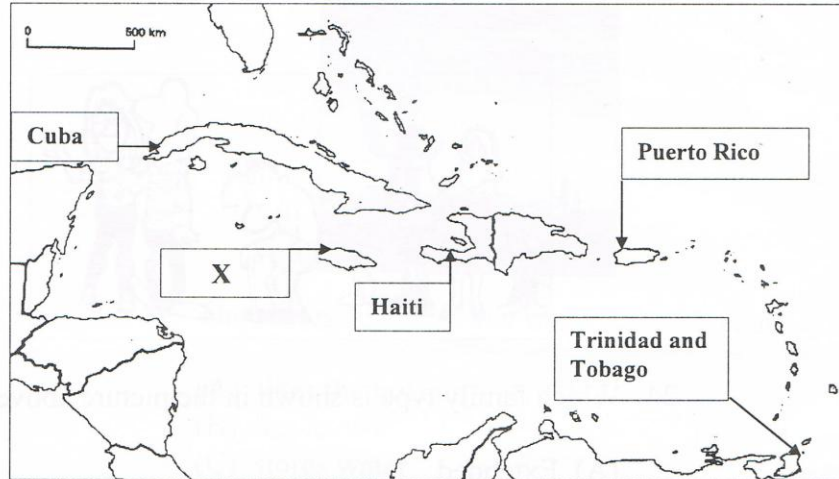 0 500 km
Cuba
Puerto Rico
X
Haiti
Trinidad and
Tobago